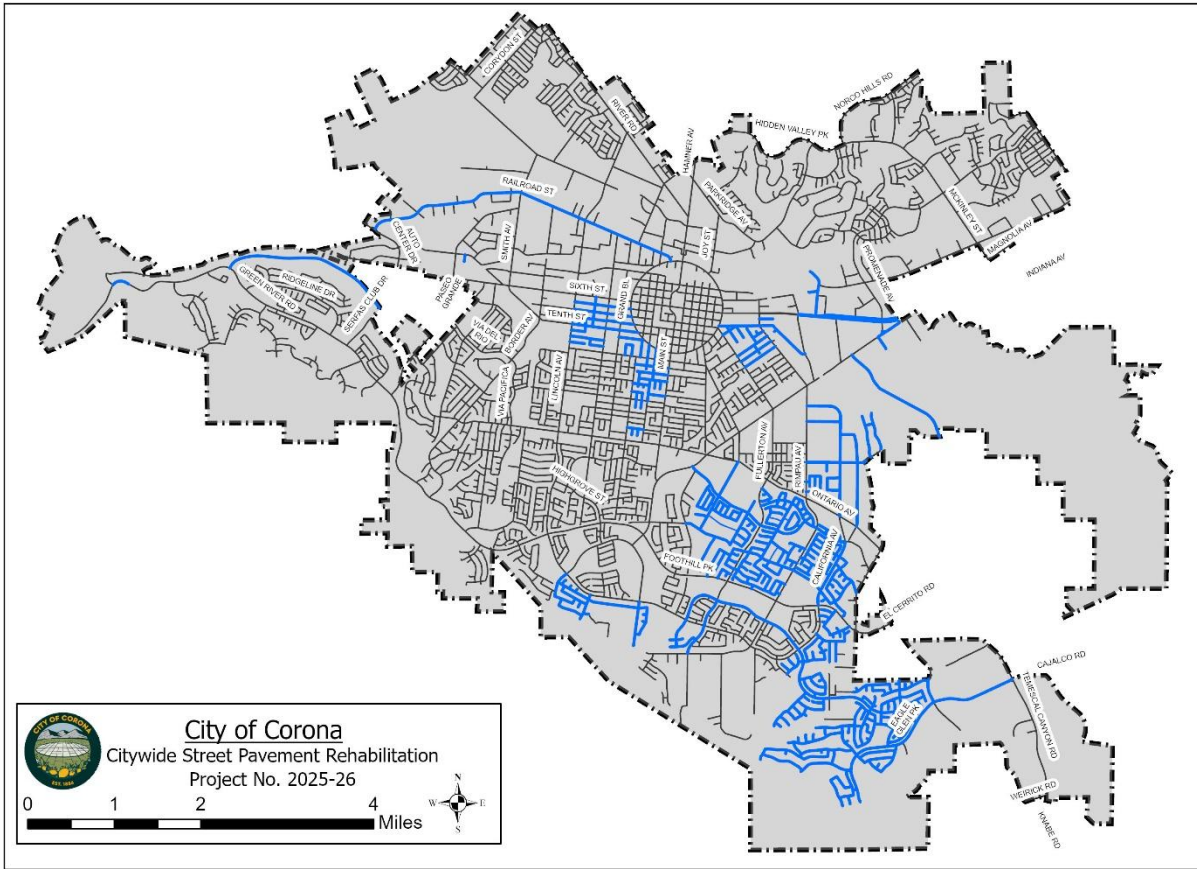 CORYDON ST
RIVER RD
HAMNER AV
NORCO HILLS RD
HIDDEN VALLEY PK
PARKRIDGE AV
MCKINLEY ST
MAGNOLIA AV
INDIANA AV
PROMENADE AV
JOY ST
RAILROAD ST
AUTO
CENTER DR
SMITH AV
PASEO
GRANDE
SERFAS CLUB DR
RIDGELINE DR
GREEN RIVER RD
SIXTH ST
GRAND BL
TENTH ST
MAIN ST
BORDER AV
VIA DEL
RIO
VIA PACIFICA
LINCOLN AV
FULLERTON AV
RIMPAU AV
ONTARIO AV
HIGHGROVE ST
CALIFORNIA AV
FOOTHILL PK
EL CERRITO RD
CAJALCO RD
TEMESCAL CANYON RD
EAGLE
GLEN PK
WEIRICK RD
KNABE RD
CITY OF CORONA
EST. 1886
City of Corona
Citywide Street Pavement Rehabilitation
Project No. 2025-26
0 1 2 4
Miles
N
W E
S